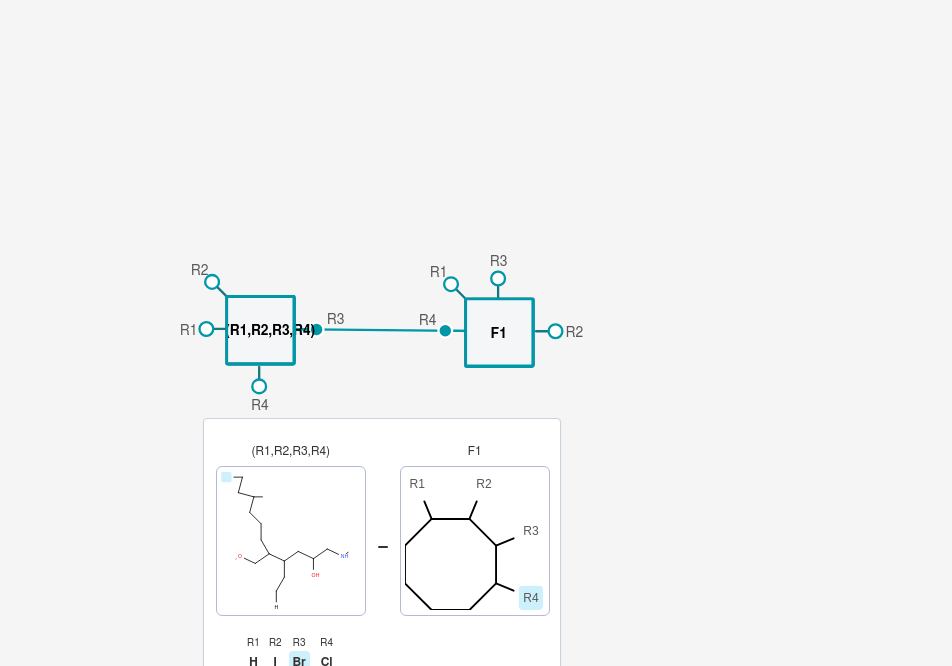 R2
R3
R1
R1
(R1,R2,R3,R4)
R3
R4
F1
R2
R4
(R1,R2,R3,R4)
F1
R1
R2
R3
OH
H
R4
R1 R2 R3 R4
H I Br Cl